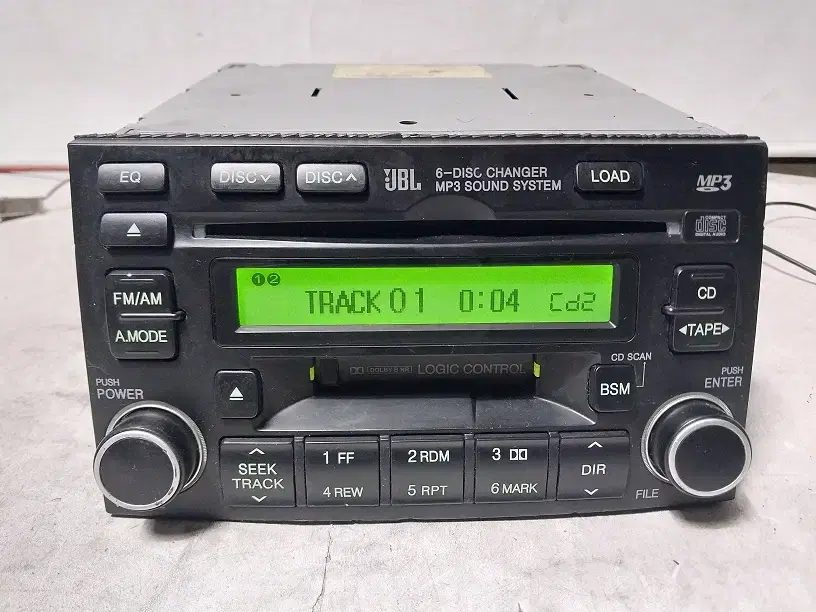 EQ
DISC
DISC
JBL
6-DISC CHANGER
MP3 SOUND SYSTEM
LOAD
MP3
COMPACT
disc
DIGITAL AUDIO
FM/AM
A.MODE
1 2
TRACK 01 0:04 Cd2
CD
TAPE
DOLBY B NR LOGIC CONTROL
CD SCAN
BSM
PUSH
POWER
PUSH
ENTER
SEEK
TRACK
1 FF
4 REW
2 RDM
5 RPT
3
6 MARK
DIR
FILE